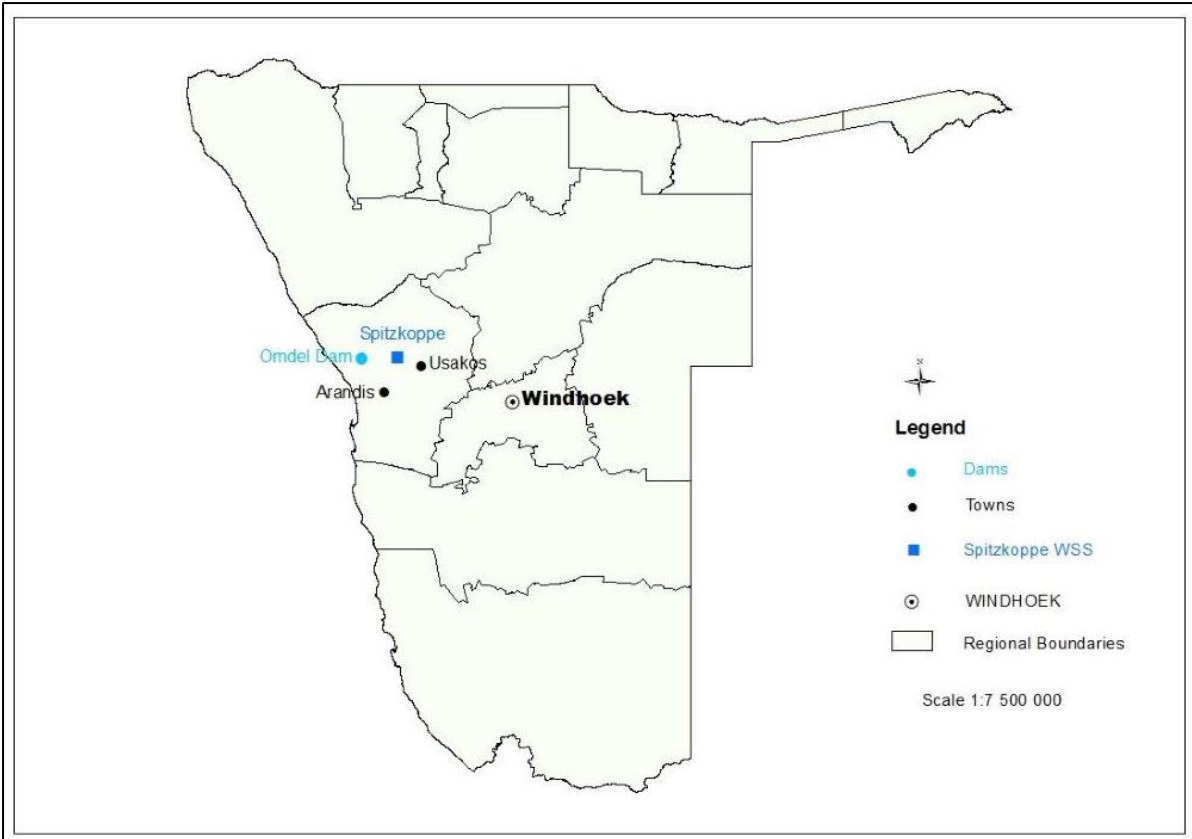 Spitzkoppe
Omdel Dam
Usakos
Arandis
Windhoek
N
Legend
Dams
Towns
Spitzkoppe WSS
WINDHOEK
Regional Boundaries
Scale 1:7 500 000